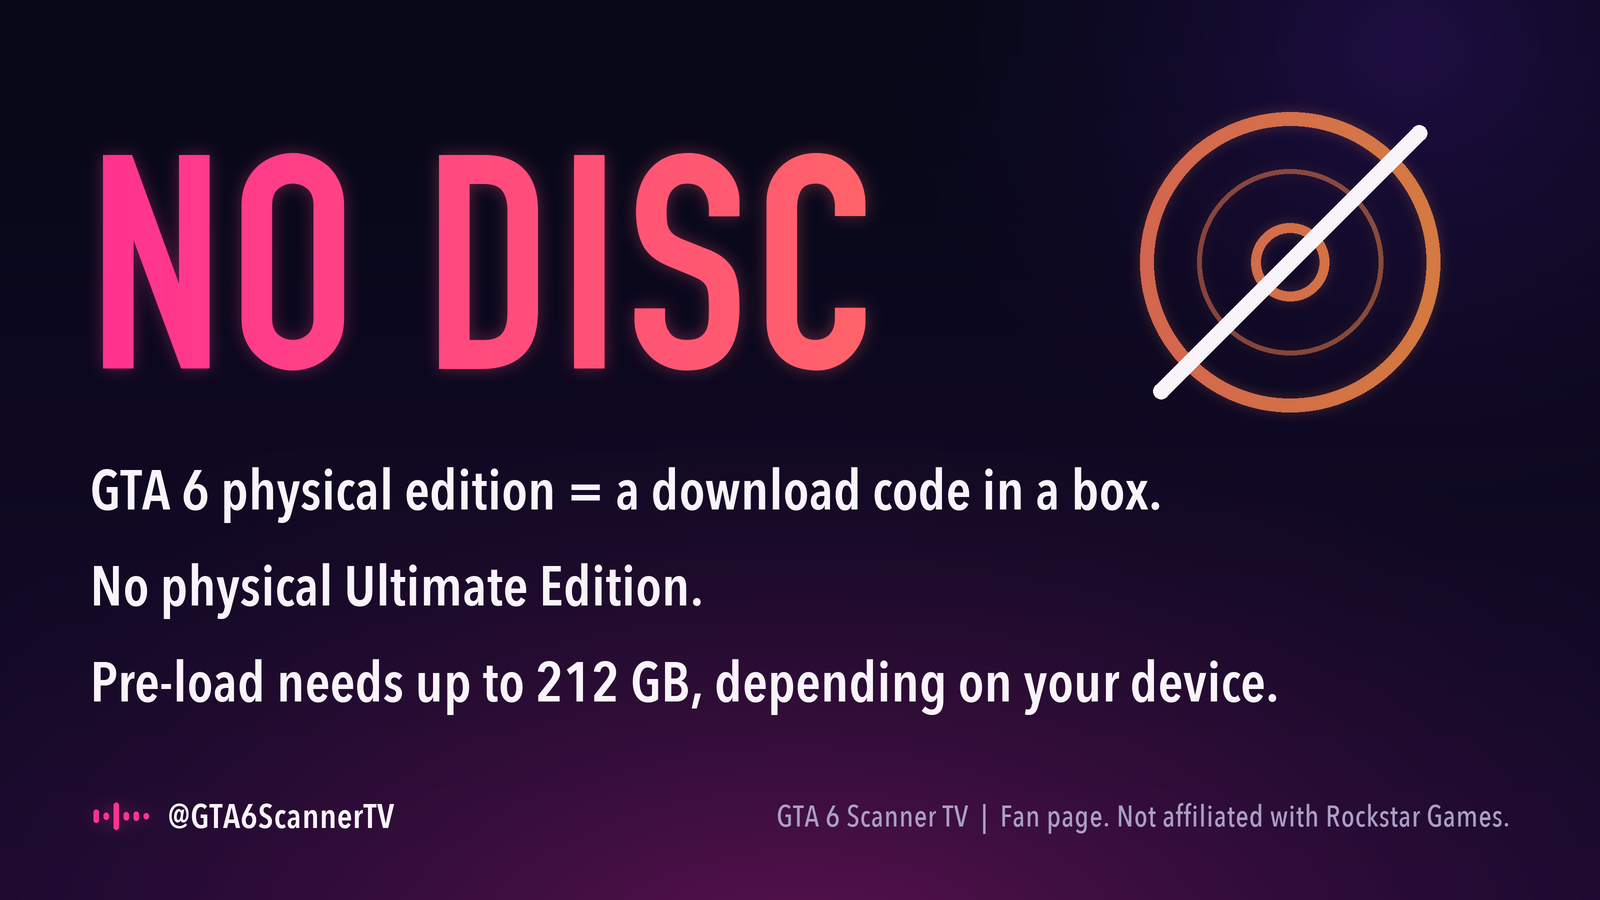 NO DISC
GTA 6 physical edition = a download code in a box.
No physical Ultimate Edition.
Pre-load needs up to 212 GB, depending on your device.
@GTA6ScannerTV
GTA 6 Scanner TV | Fan page. Not affiliated with Rockstar Games.